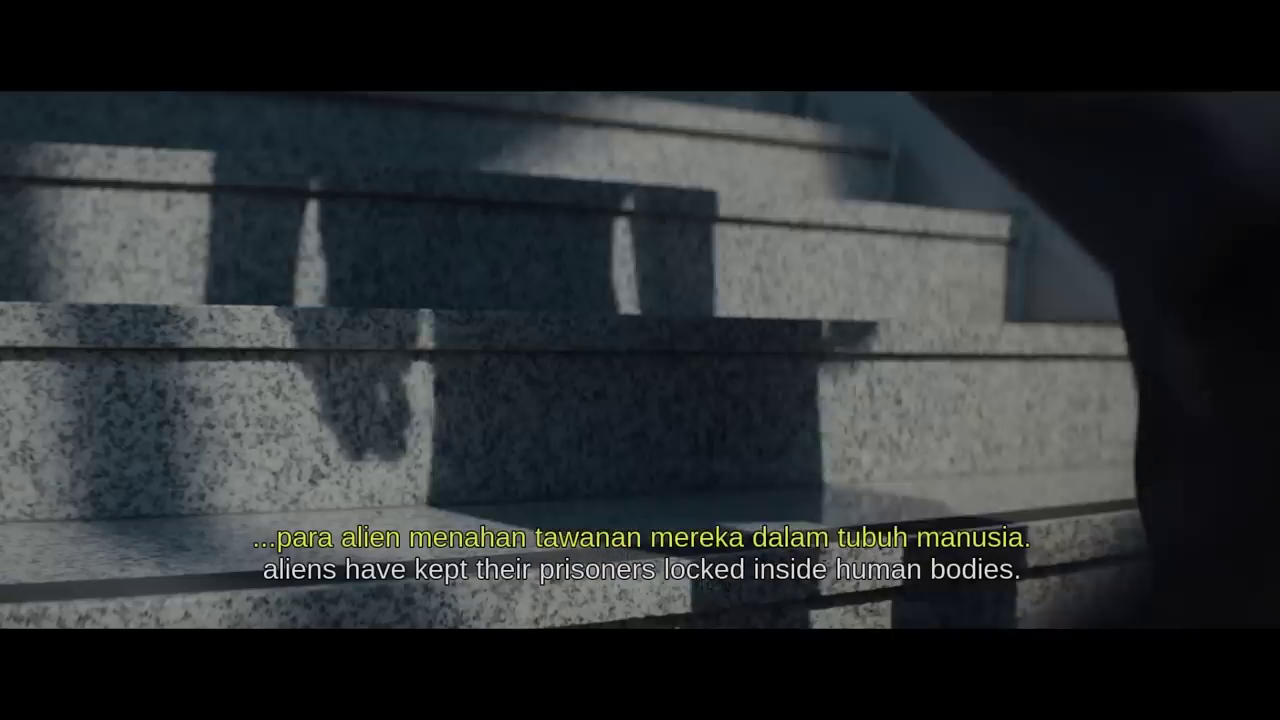 ...para alien menahan tawanan mereka dalam tubuh manusia.
aliens have kept their prisoners locked inside human bodies.